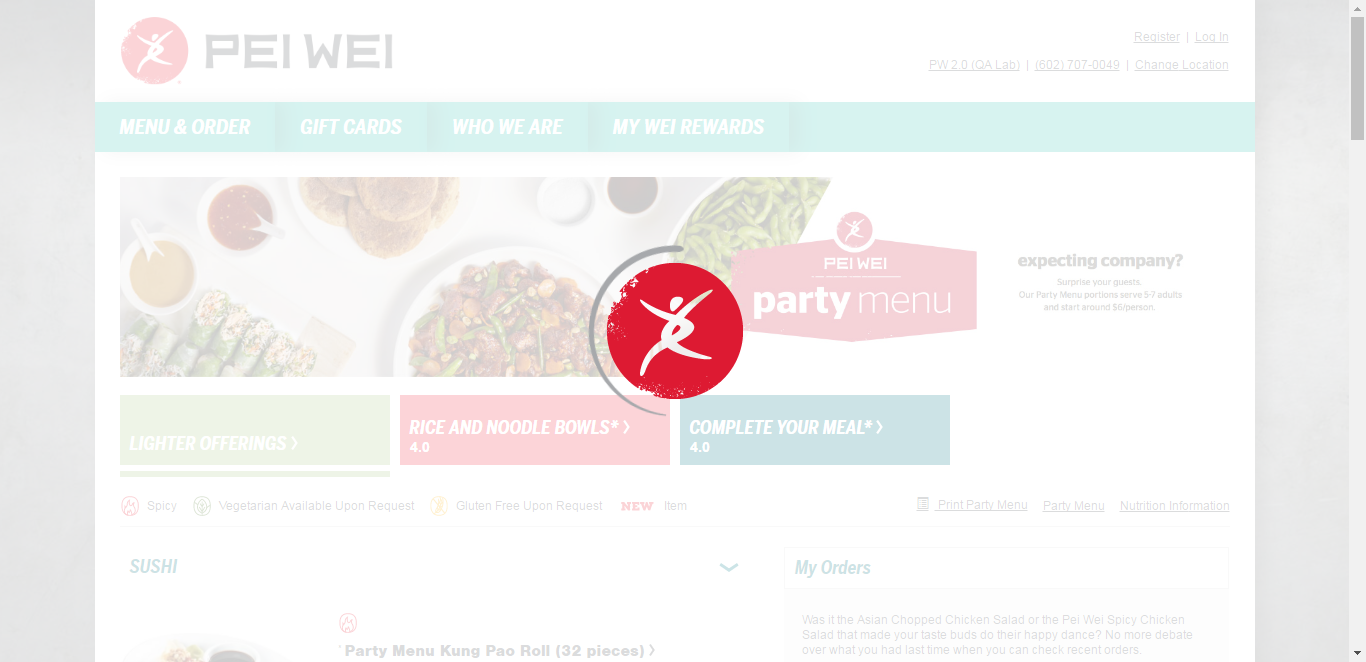 PEI WEI
Register | Log In
PW 2.0 (QA Lab) | (602) 707-0049 | Change Location
MENU & ORDER GIFT CARDS WHO WE ARE MY WEI REWARDS
PEI WEI
party menu
expecting company?
Surprise your guests.
Our Party Menu portions serve 5-7 adults
and start around $6/person.
LIGHTER OFFERINGS >
RICE AND NOODLE BOWLS* >
4.0
COMPLETE YOUR MEAL* >
4.0
Spicy Vegetarian Available Upon Request Gluten Free Upon Request NEW Item
Print Party Menu Party Menu Nutrition Information
SUSHI
Party Menu Kung Pao Roll (32 pieces) >
My Orders
Was it the Asian Chopped Chicken Salad or the Pei Wei Spicy Chicken
Salad that made your taste buds do their happy dance? No more debate
over what you had last time when you can check recent orders.